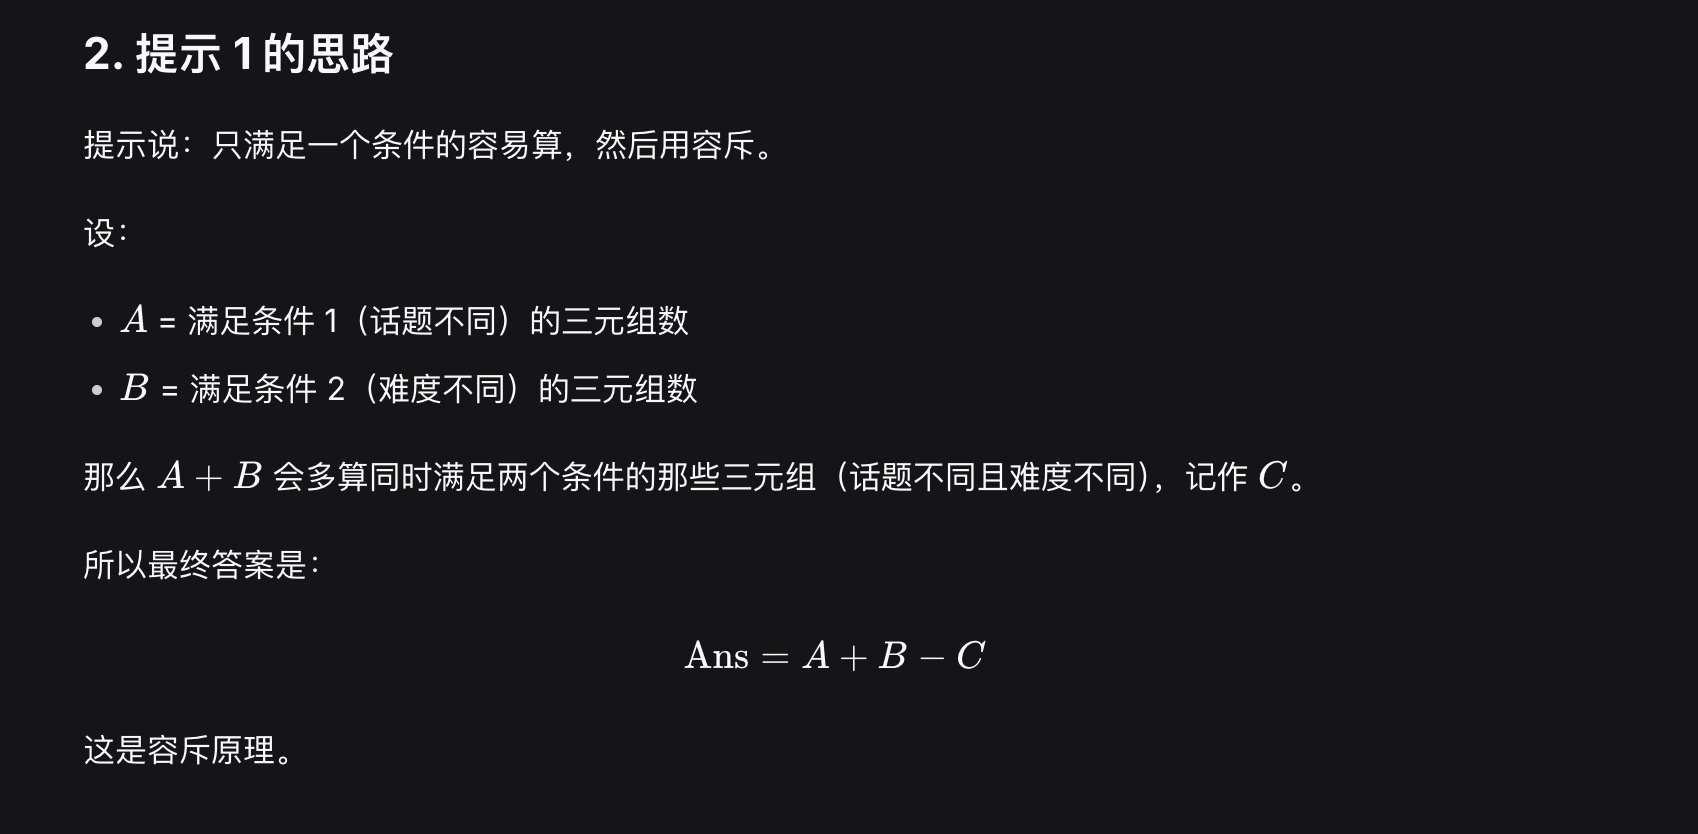 2. 提示 1 的思路
提示说：只满足一个条件的容易算，然后用容斥。
设：
• A = 满足条件 1（话题不同）的三元组数
• B = 满足条件 2（难度不同）的三元组数
那么 A + B 会多算同时满足两个条件的那些三元组（话题不同且难度不同），记作 C。
所以最终答案是：
Ans = A + B − C
这是容斥原理。